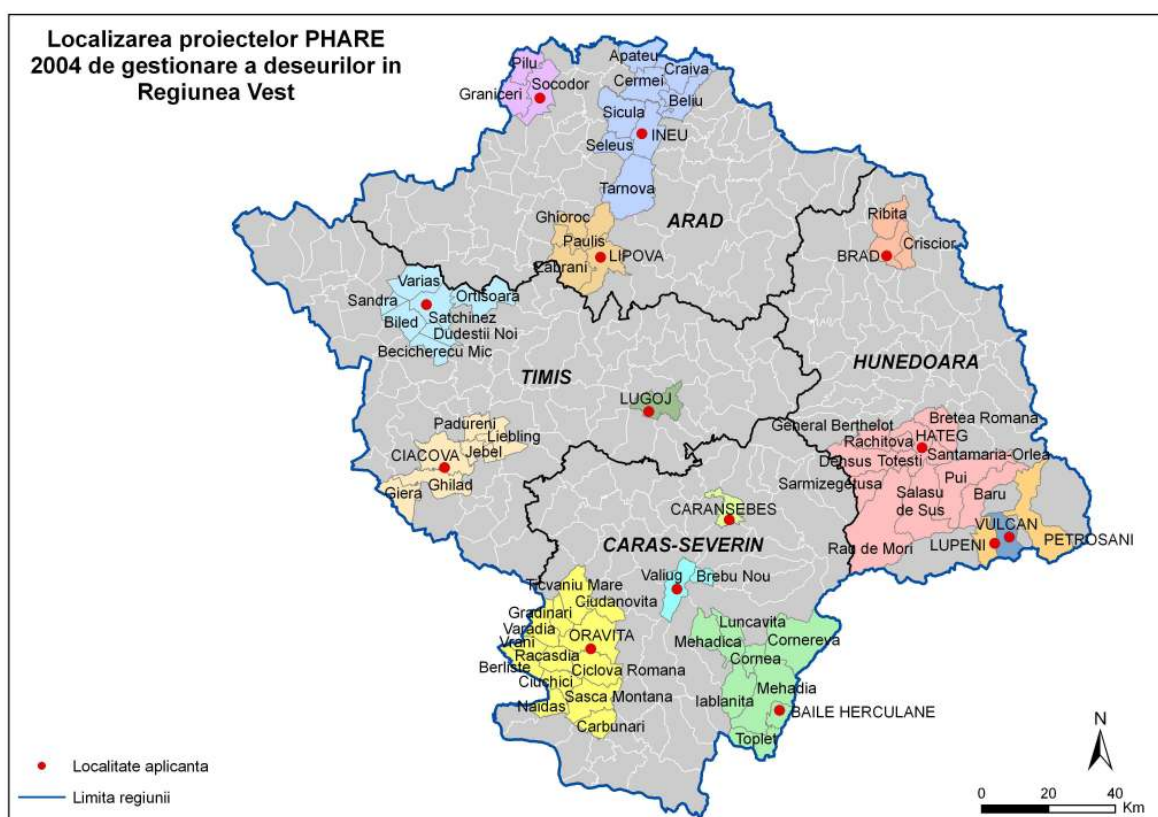 Localizarea proiectelor PHARE
2004 de gestionare a deseurilor in
Regiunea Vest
Pilu
Socodor
Graniceri
Apateu
Craiva
Cermei
Beliu
Sicula
INEU
Seleus
Tarnova
Ghioroc
Paulis
LIPOVA
Zabrani
ARAD
Ribita
Criscior
BRAD
Varias
Ortisoara
Sandra
Satchinez
Biled
Dudestii Noi
Becicherecu Mic
TIMIS
HUNEDOARA
LUGOJ
Padureni
Liebling
CIACOVA
Jebel
Ghilad
Giera
Bretea Romana
General Berthelot
HATEG
Rachitova
Santamaria-Orlea
Densus
Totesti
Sarmizegetusa
Pui
Salasu
de Sus
Baru
Rau de Mori
VULCAN
LUPENI
PETROSANI
CARANSEBES
CARAS-SEVERIN
Valiug
Brebu Nou
Ticvaniu Mare
Ciudanovita
Gradinari
Varadia
Vrani
ORAVITA
Racasdia
Berliste
Ciclova Romana
Ciuchici
Sasca Montana
Naidas
Carbunari
Luncavita
Mehadica
Cornereva
Cornea
Mehadia
Iablanita
BAILE HERCULANE
Toplet
Localitate aplicanta
Limita regiunii
N
0 20 40
Km